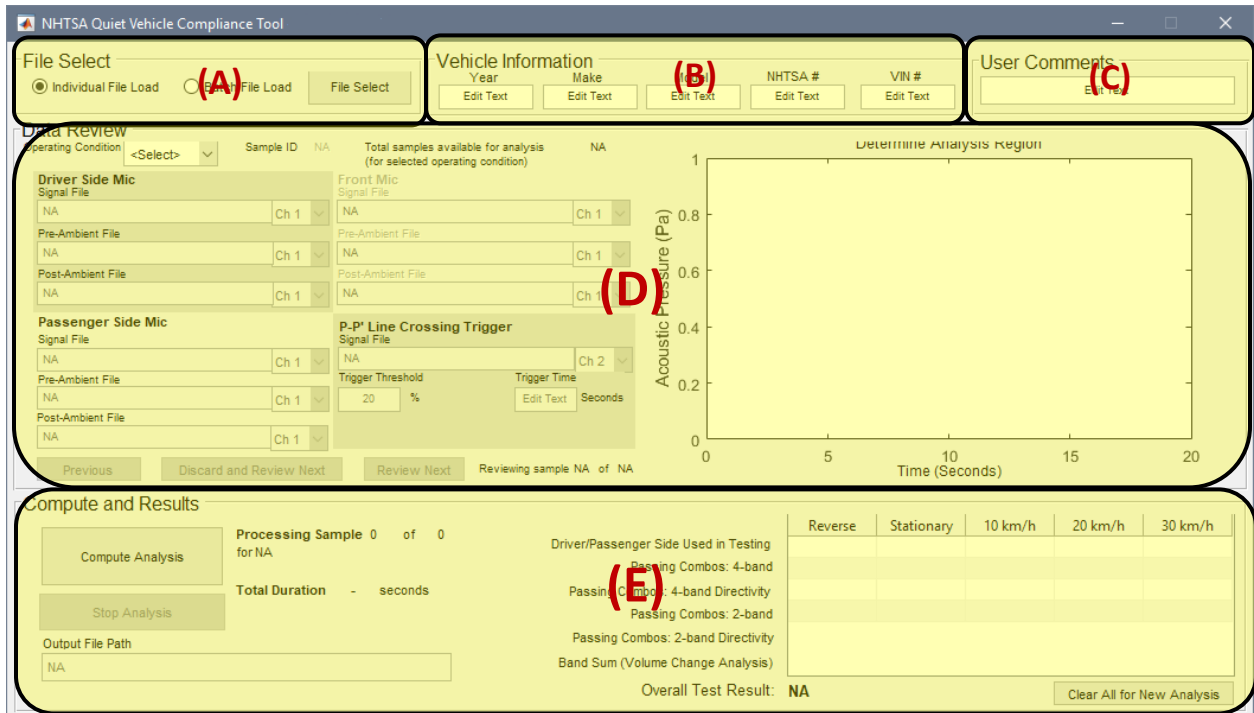 NHTSA Quiet Vehicle Compliance Tool
File Select
(A)
Individual File Load
Batch File Load
File Select
Vehicle Information
(B)
Year
Make
Model
NHTSA #
VIN #
Edit Text
Edit Text
Edit Text
Edit Text
Edit Text
User Comments
(C)
Edit Text
Data Review
Operating Condition
<Select>
Sample ID
NA
Total samples available for analysis
(for selected operating condition)
NA
Driver Side Mic
Signal File
NA
Ch 1
Pre-Ambient File
NA
Ch 1
Post-Ambient File
NA
Ch 1
Front Mic
Signal File
NA
Ch 1
Pre-Ambient File
NA
Ch 1
Post-Ambient File
NA
Ch 1
(D)
Passenger Side Mic
Signal File
NA
Ch 1
Pre-Ambient File
NA
Ch 1
Post-Ambient File
NA
Ch 1
P-P' Line Crossing Trigger
Signal File
NA
Ch 2
Trigger Threshold
20
%
Trigger Time
Edit Text
Seconds
Previous
Discard and Review Next
Review Next
Reviewing sample NA of NA
Determine Analysis Region
Acoustic Pressure (Pa)
1
0.8
0.6
0.4
0.2
0
0
5
10
15
20
Time (Seconds)
Compute and Results
Compute Analysis
Stop Analysis
Processing Sample 0 of 0
for NA
Total Duration - seconds
Output File Path
NA
(E)
Reverse
Stationary
10 km/h
20 km/h
30 km/h
Driver/Passenger Side Used in Testing
Passing Combos: 4-band
Passing Combos: 4-band Directivity
Passing Combos: 2-band
Passing Combos: 2-band Directivity
Band Sum (Volume Change Analysis)
Overall Test Result: NA
Clear All for New Analysis